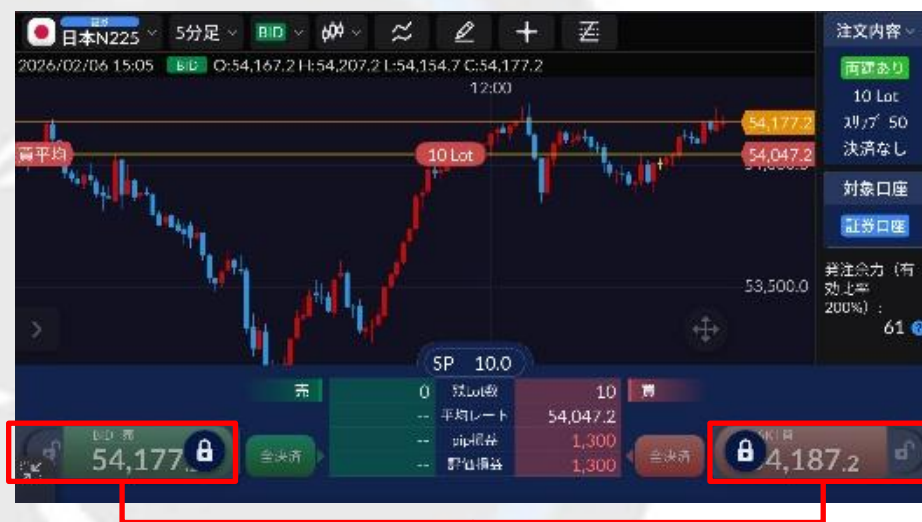 証券
日本N225 5分足 BID
2026/02/06 15:05 BID O:54,167.2 H:54,207.2 L:54,154.7 C:54,177.2
12:00
54,177.2
買平均 10 Lot 54,047.2
53,500.0
注文内容
両建あり
10 Lot
ｽﾘｯﾌﾟ 50
決済なし
対象口座
証券口座
発注余力（有
効比率
200%）:
61
SP 10.0
売 0 残Lot数 10 買
-- 平均レート 54,047.2
-- pip損益 1,300
-- 評価損益 1,300
BID 売
54,177.
全決済
全決済
買
4,187.2